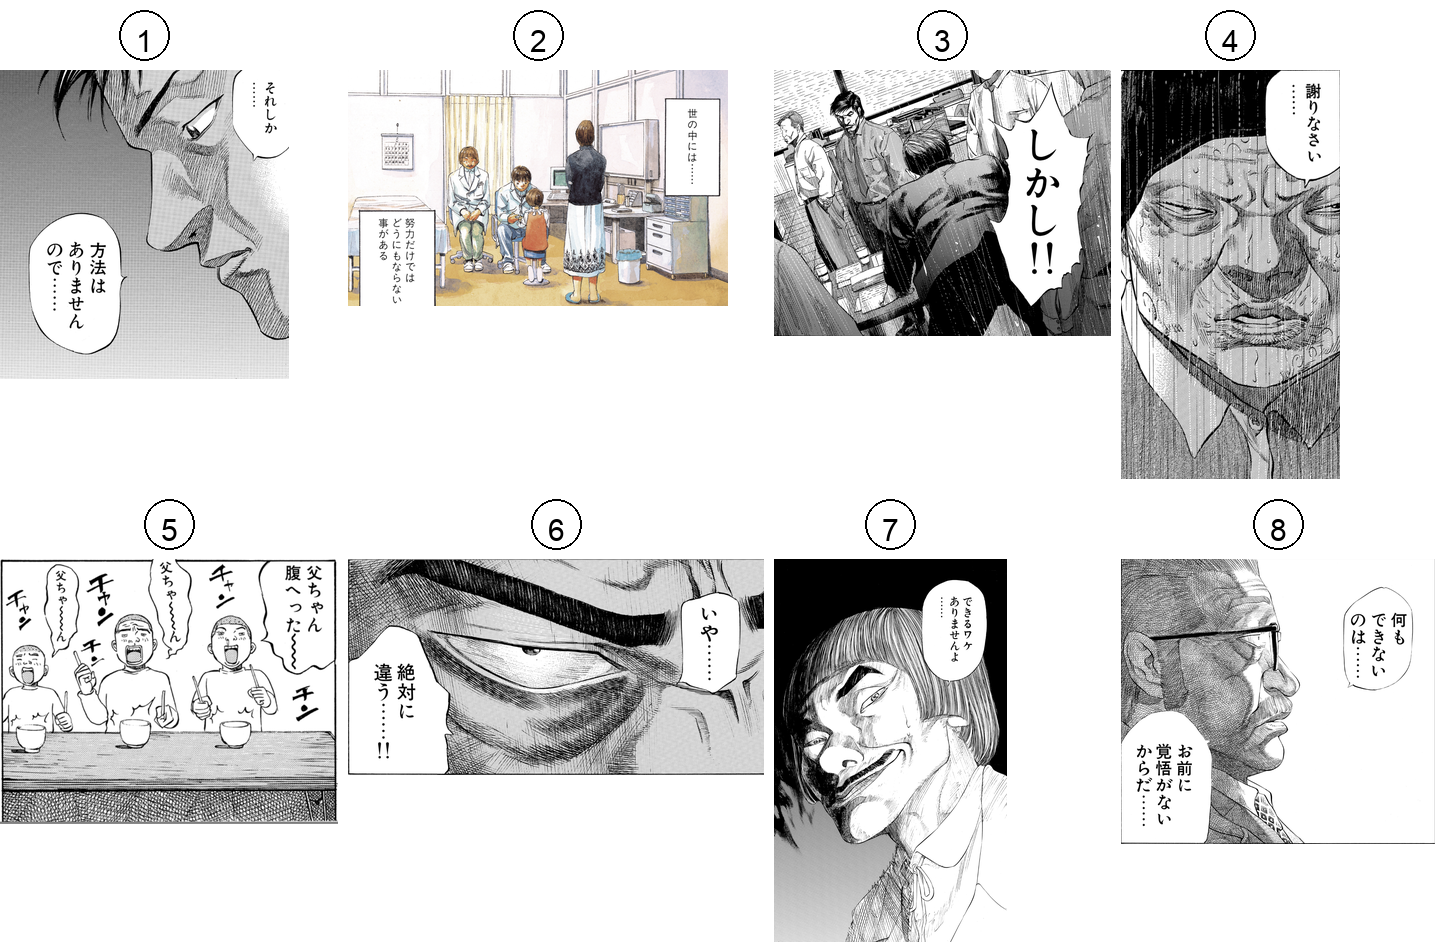 1
それしか
……
方法は
ありません
ので……
2
世の中には……
努力だけでは
どうにもならない
事がある
3
しかし!!
4
謝りなさい
……
5
父ちゃん
腹へった〜〜〜
チャン
父ちゃ〜〜〜ん
チャン
父ちゃ〜〜〜ん
チャン
チン
チン
6
いや……
絶対に
違う……!!
7
できるワケ
ありませんよ
……
8
何も
できない
のは……
お前に
覚悟がない
からだ……